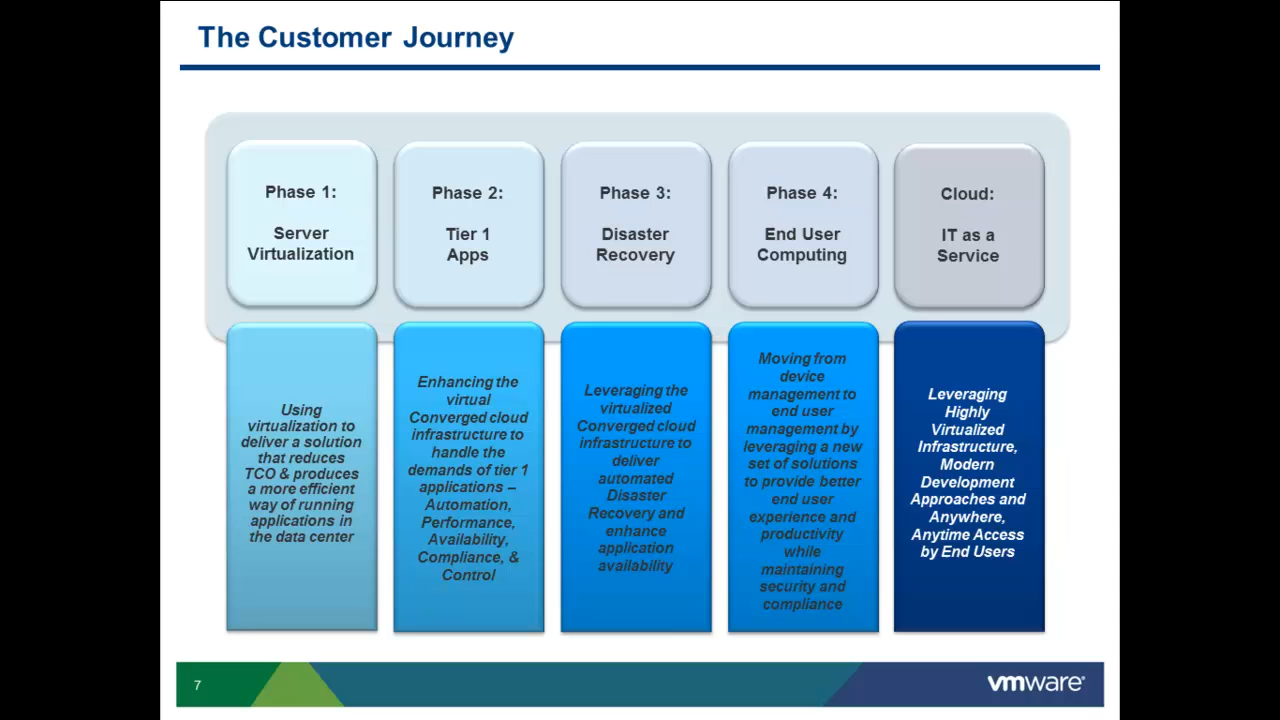 The Customer Journey
Phase 1:
Server
Virtualization
Phase 2:
Tier 1
Apps
Phase 3:
Disaster
Recovery
Phase 4:
End User
Computing
Cloud:
IT as a
Service
Using
virtualization to
deliver a solution
that reduces
TCO & produces
a more efficient
way of running
applications in
the data center
Enhancing the
virtual
Converged cloud
infrastructure to
handle the
demands of tier 1
applications –
Automation,
Performance,
Availability,
Compliance, &
Control
Leveraging the
virtualized
Converged cloud
infrastructure to
deliver
automated
Disaster
Recovery and
enhance
application
availability
Moving from
device
management to
end user
management by
leveraging a new
set of solutions
to provide better
end user
experience and
productivity
while
maintaining
security and
compliance
Leveraging
Highly
Virtualized
Infrastructure,
Modern
Development
Approaches and
Anywhere,
Anytime Access
by End Users
7
vmware®